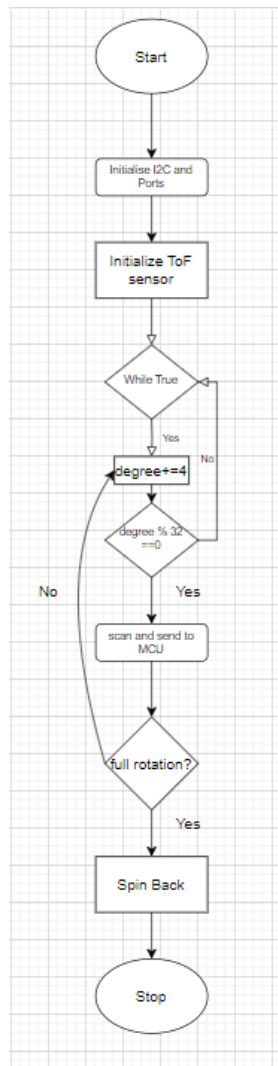 Start
Initialise I2C and
Ports
Initialize ToF
sensor
While True
Yes
No
degree+=4
degree % 32
==0
No
Yes
scan and send to
MCU
full rotation?
Yes
Spin Back
Stop